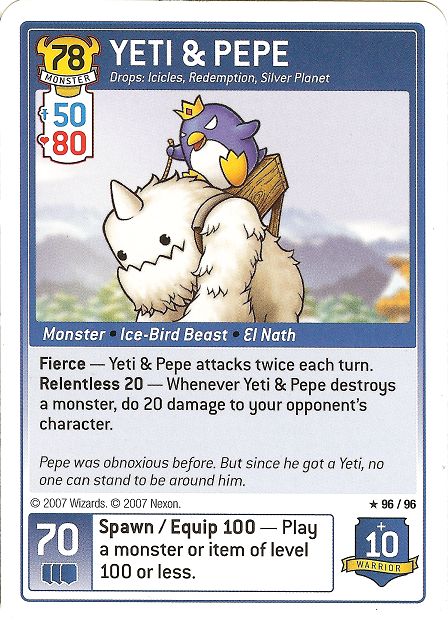 78
MONSTER
YETI & PEPE
Drops: Icicles, Redemption, Silver Planet
50
80
Monster • Ice-Bird Beast • El Nath
Fierce — Yeti & Pepe attacks twice each turn.
Relentless 20 — Whenever Yeti & Pepe destroys
a monster, do 20 damage to your opponent's
character.
Pepe was obnoxious before. But since he got a Yeti, no
one can stand to be around him.
© 2007 Wizards. © 2007 Nexon.
★ 96 / 96
70
Spawn / Equip 100 — Play
a monster or item of level
100 or less.
+
10
WARRIOR